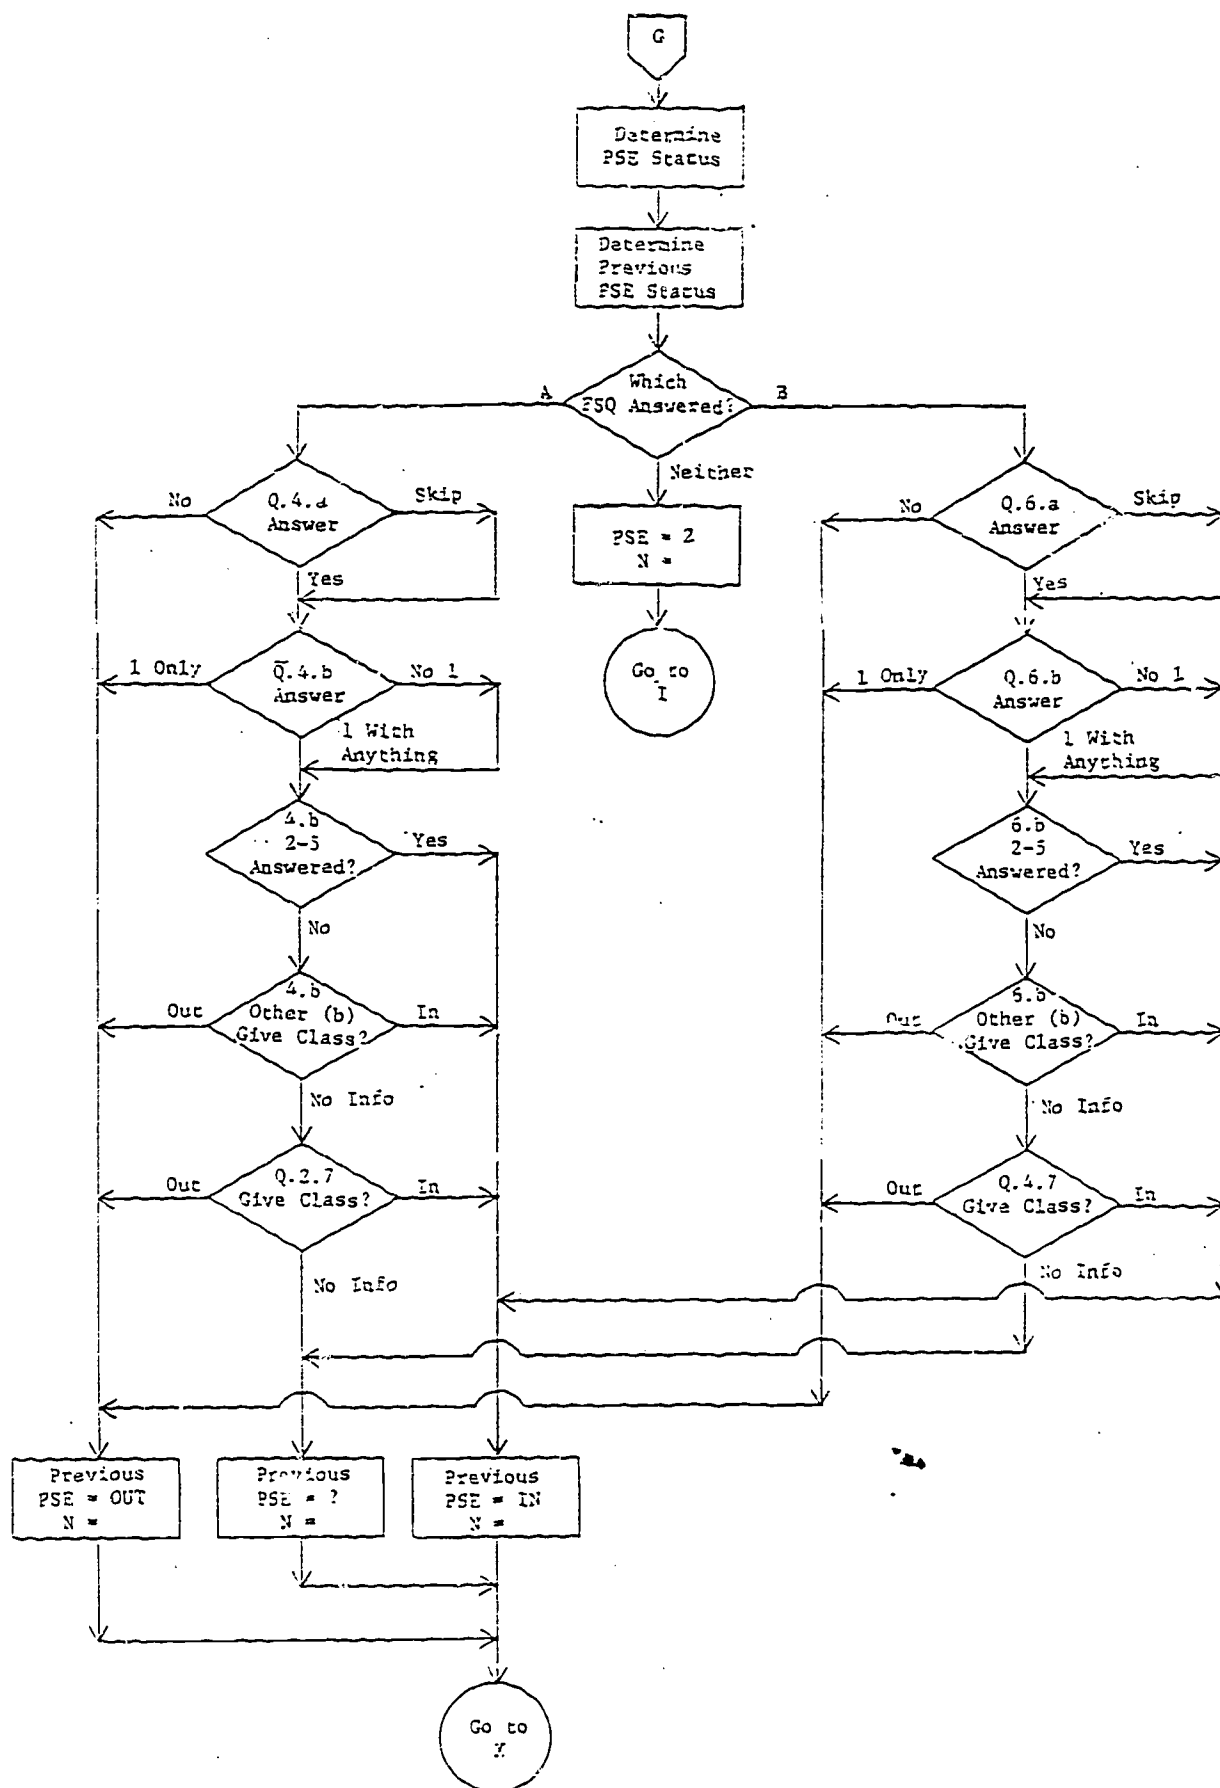 G
Determine
PSE Status
Determine
Previous
PSE Status
A
Which
FSQ Answered?
B
Neither
No
Q.4.a
Answer
Skip
Yes
PSE = 2
N =
Go to
I
No
Q.6.a
Answer
Skip
Yes
1 Only
Q.4.b
Answer
No 1
1 With
Anything
1 Only
Q.6.b
Answer
No 1
1 With
Anything
4.b
2-5
Answered?
Yes
No
6.b
2-5
Answered?
Yes
No
Out
4.b
Other (b)
Give Class?
In
No Info
Out
6.b
Other (b)
Give Class?
In
No Info
Out
Q.2.7
Give Class?
In
No Info
Out
Q.4.7
Give Class?
In
No Info
Previous
PSE = OUT
N =
Previous
PSE = ?
N =
Previous
PSE = IN
N =
Go to